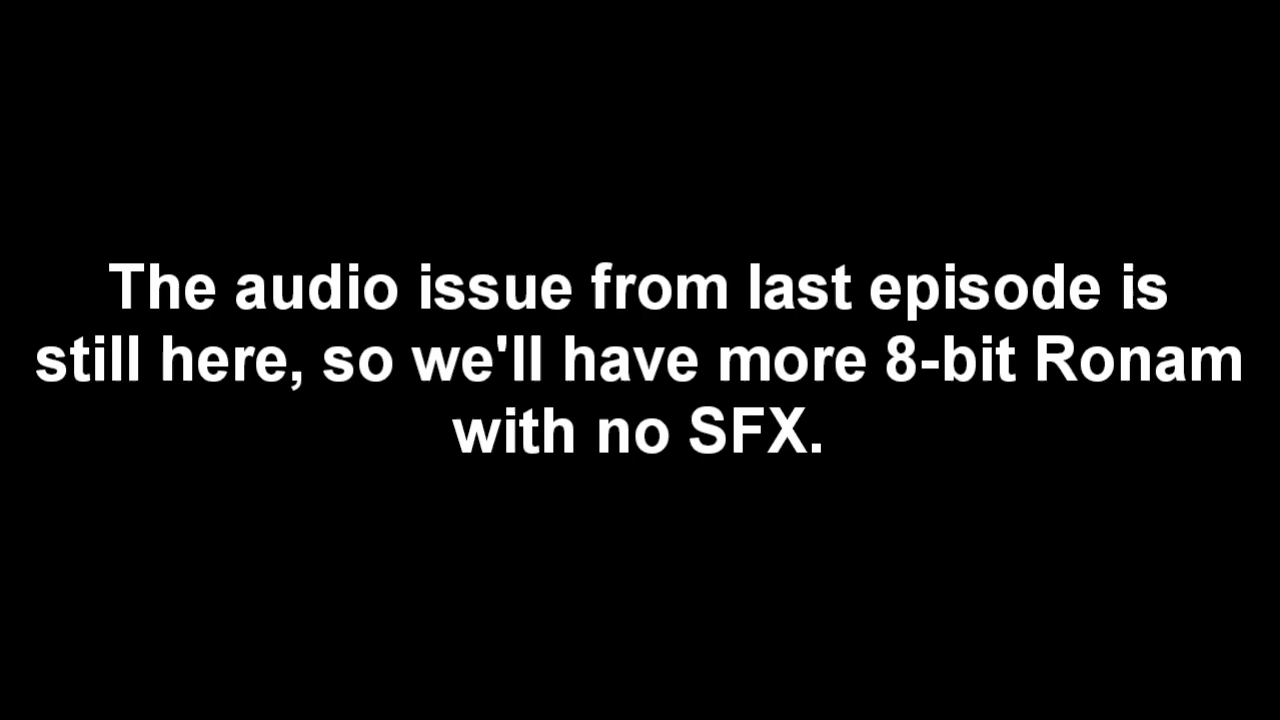 The audio issue from last episode is
still here, so we'll have more 8-bit Ronam
with no SFX.